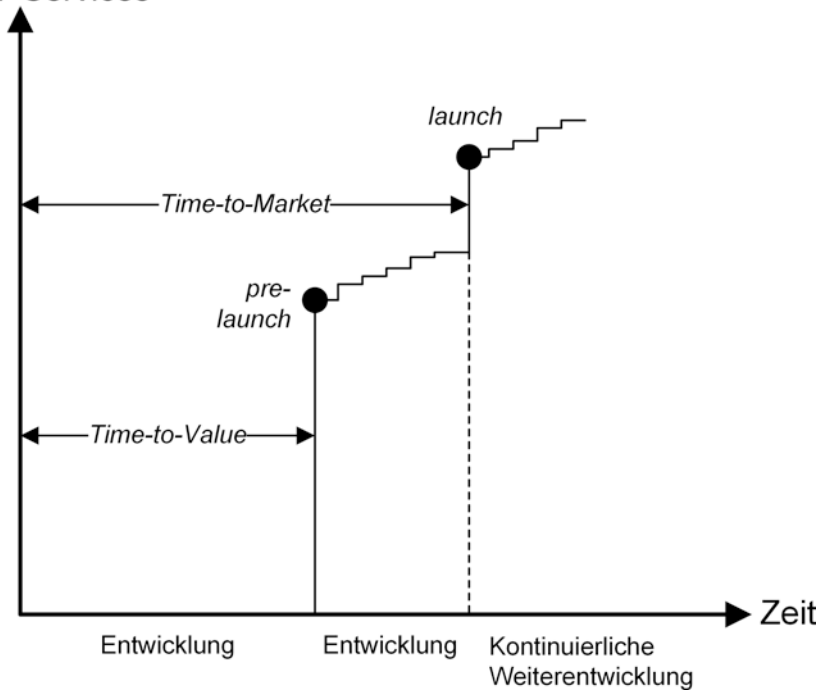 launch
Time-to-Market
pre-
launch
Time-to-Value
Zeit
Entwicklung
Entwicklung
Kontinuierliche
Weiterentwicklung